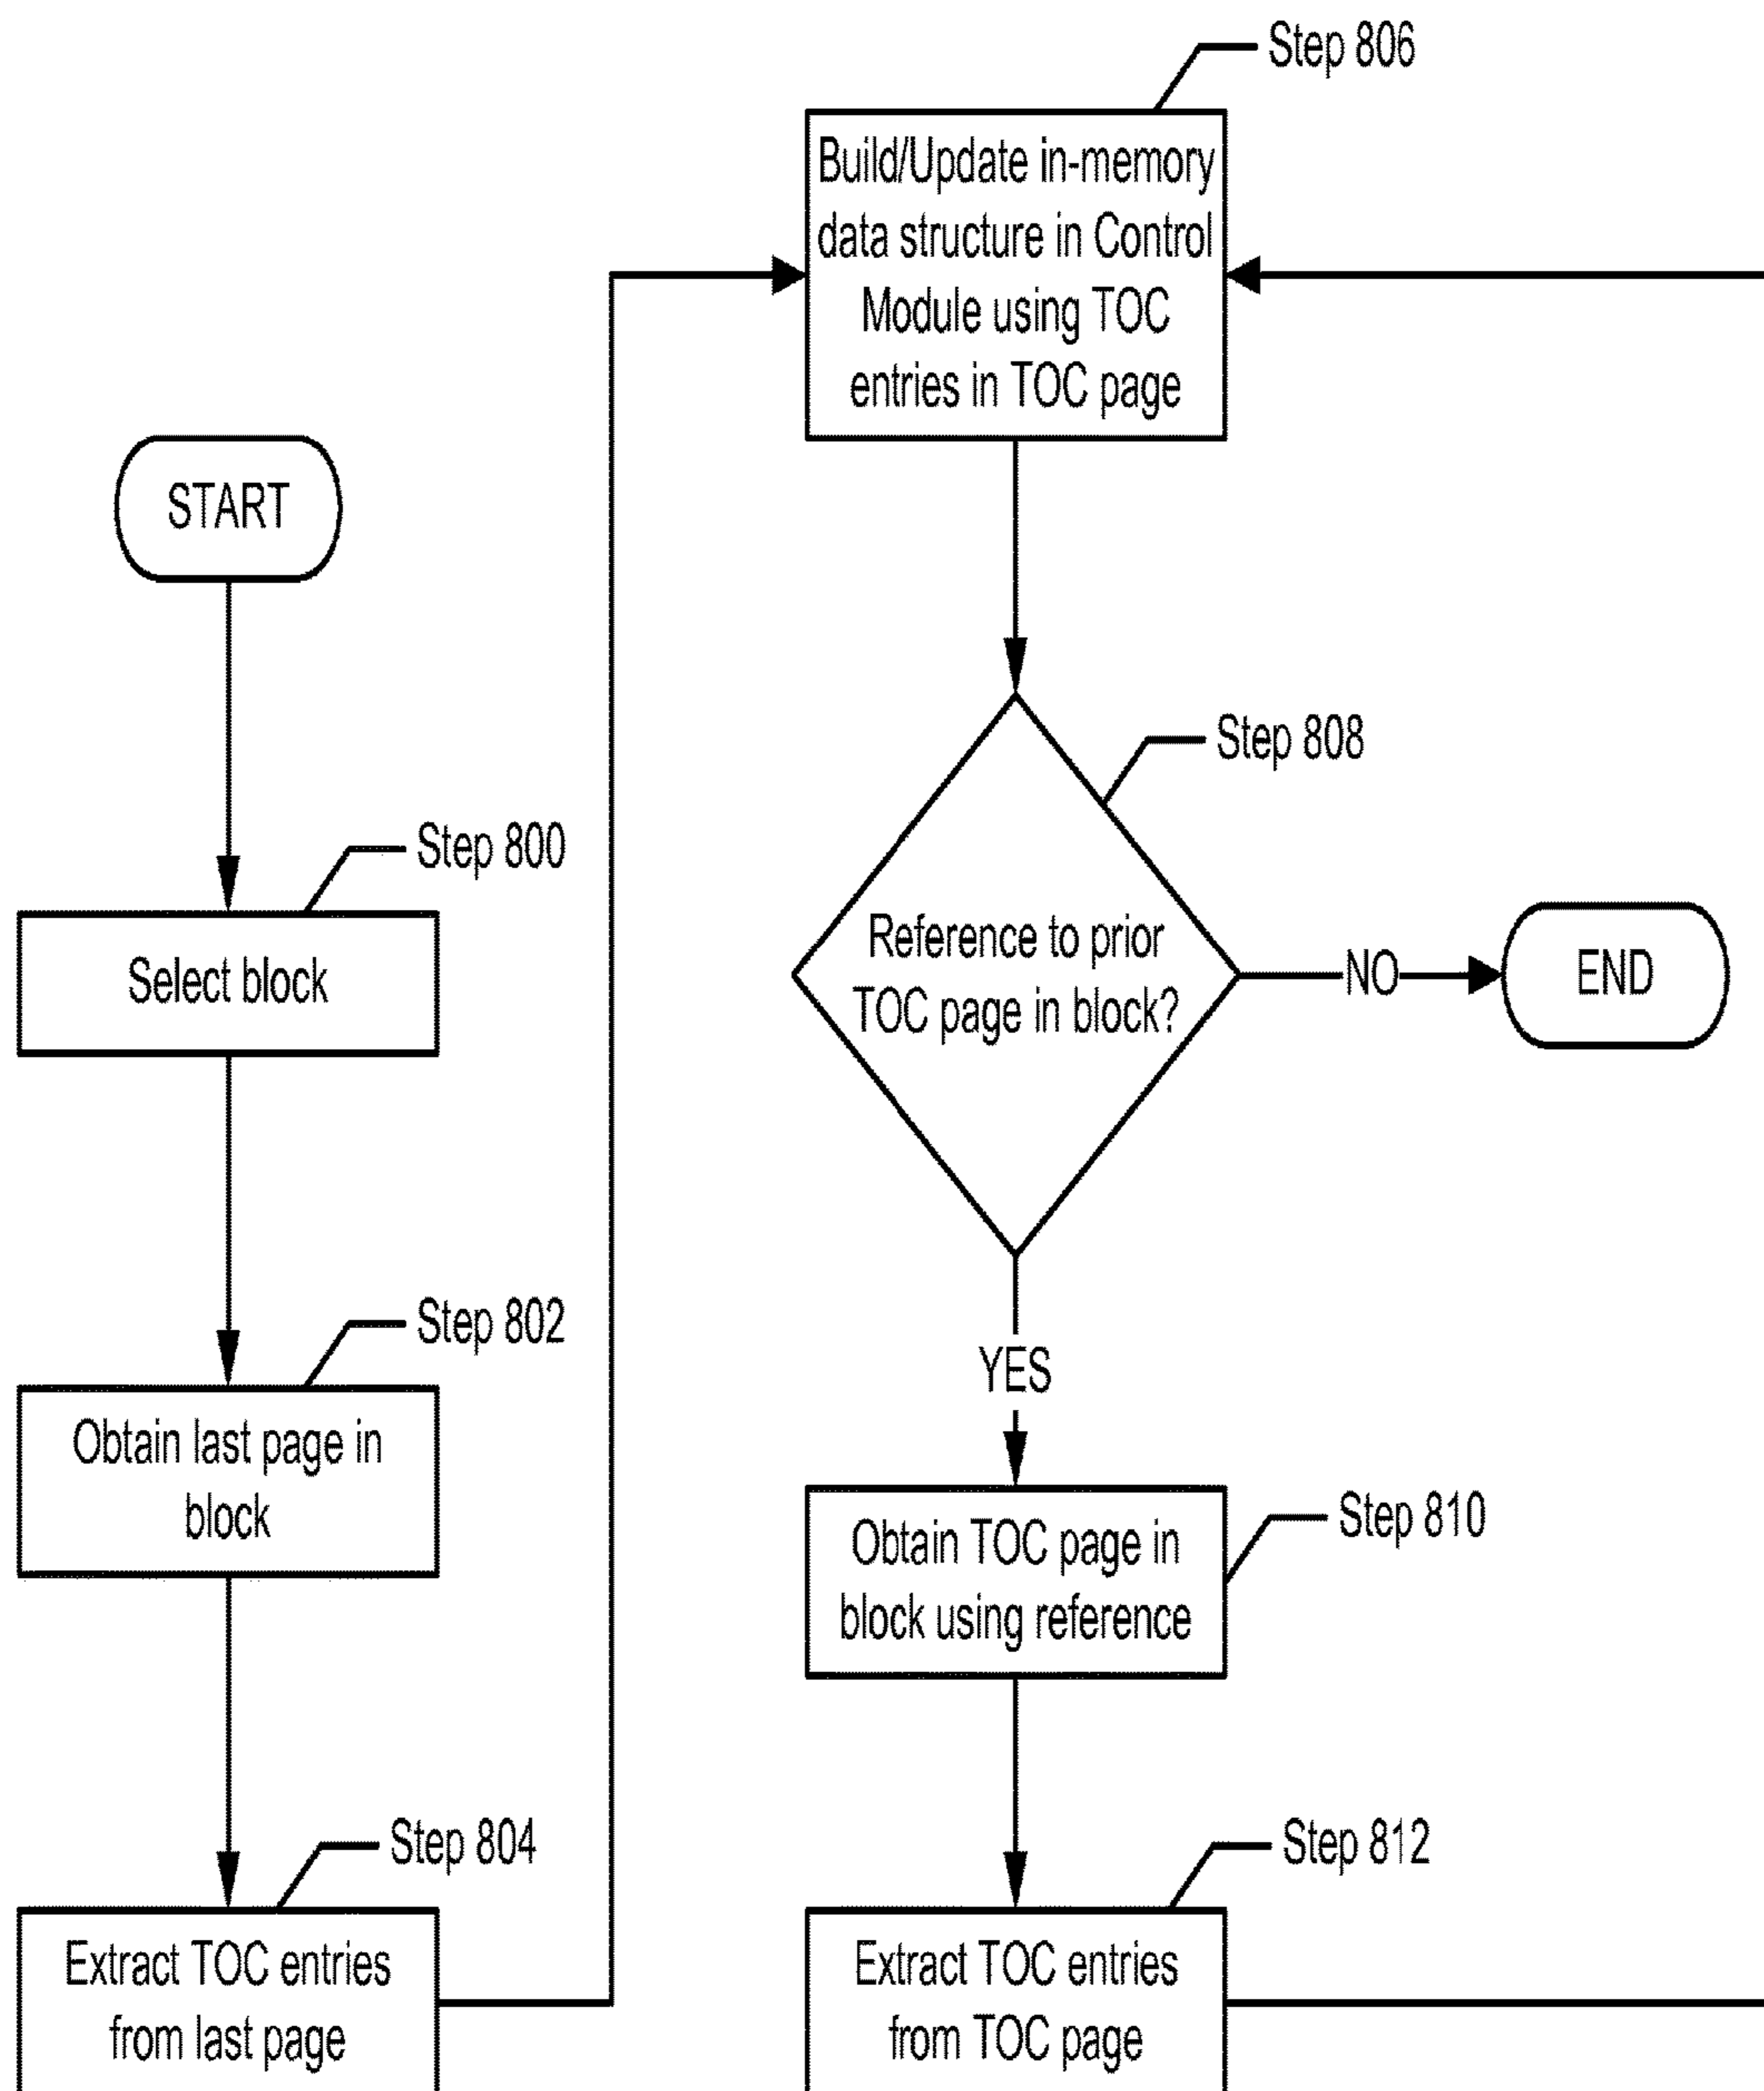 START
Step 800
Select block
Step 802
Obtain last page in
block
Step 804
Extract TOC entries
from last page
Step 806
Build/Update in-memory
data structure in Control
Module using TOC
entries in TOC page
Step 808
Reference to prior
TOC page in block?
NO
END
YES
Step 810
Obtain TOC page in
block using reference
Step 812
Extract TOC entries
from TOC page